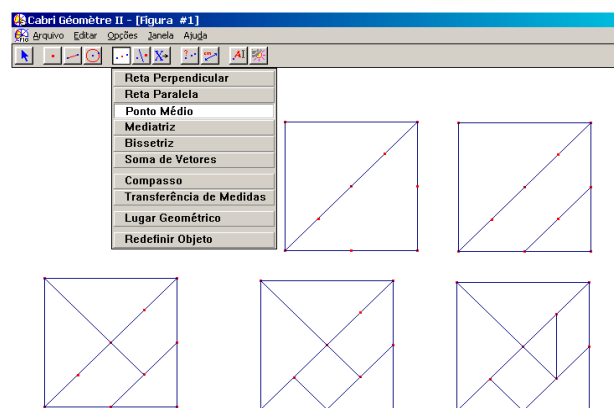 Cabri Géomètre II - [Figura #1]
Arquivo Editar Opções Janela Ajuda
Reta Perpendicular
Reta Paralela
Ponto Médio
Mediatriz
Bissetriz
Soma de Vetores
Compasso
Transferência de Medidas
Lugar Geométrico
Redefinir Objeto